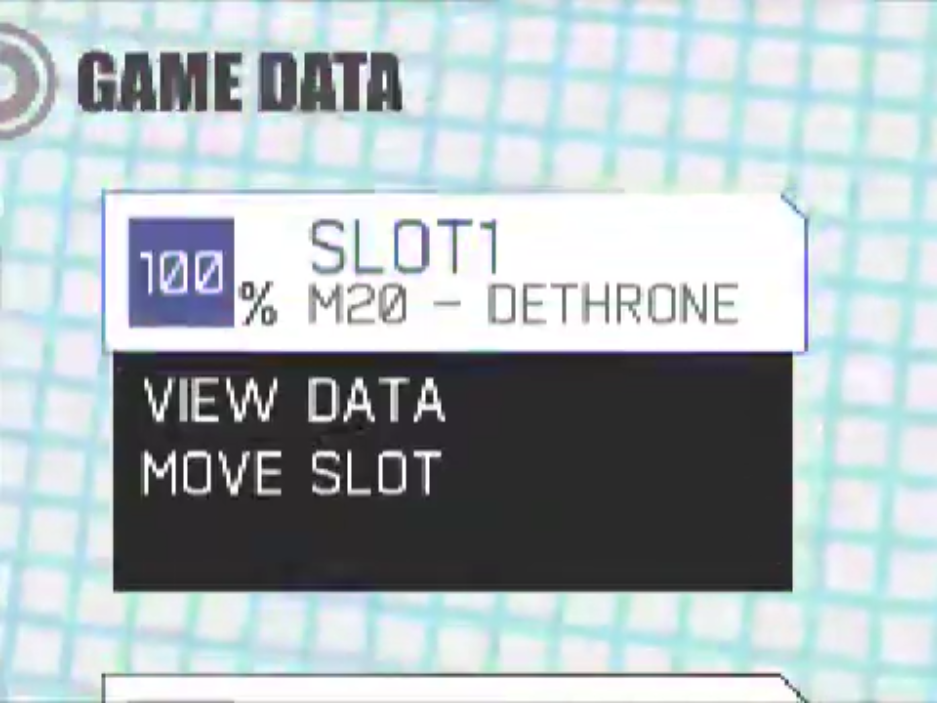 GAME DATA
100 %
SLOT1
M20 - DETHRONE
VIEW DATA
MOVE SLOT